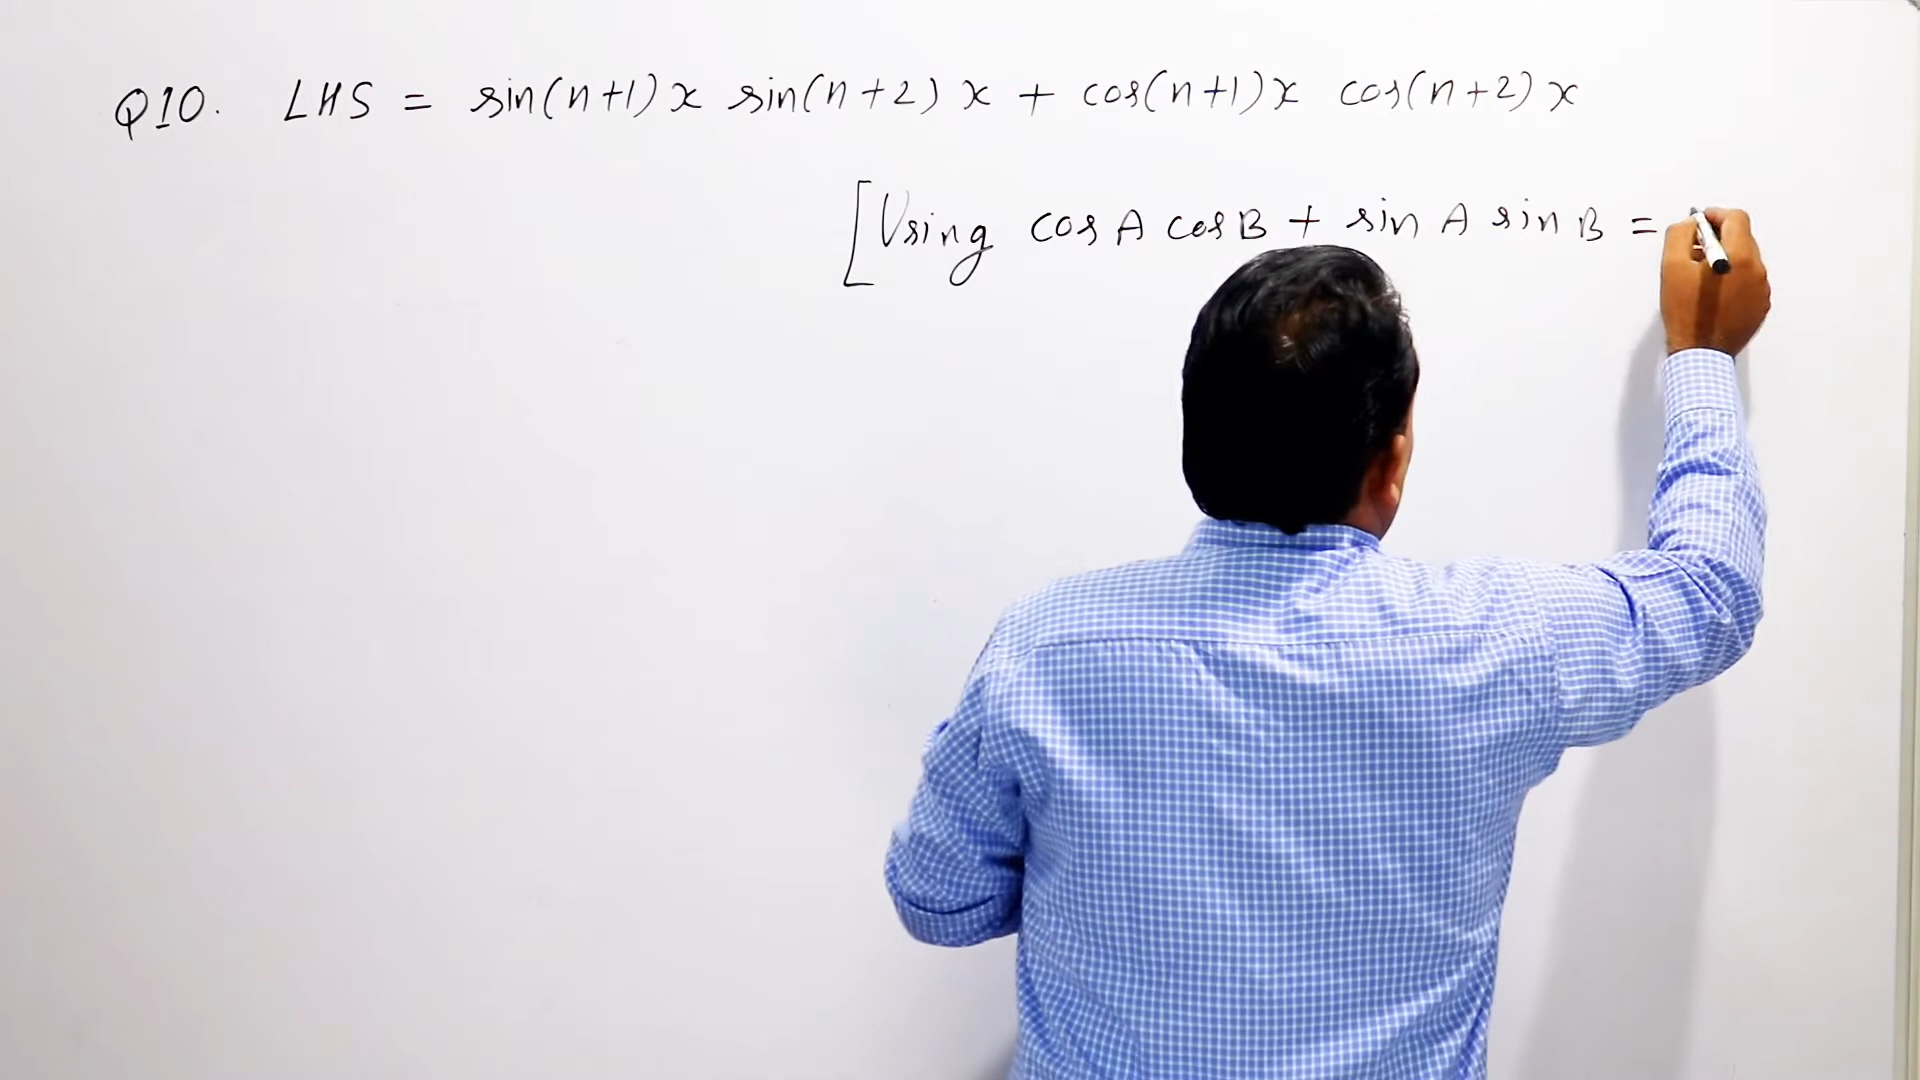 Q10. LHS = sin(n+1)x sin(n+2)x + cos(n+1)x cos(n+2)x
[Using cos A cos B + sin A sin B =